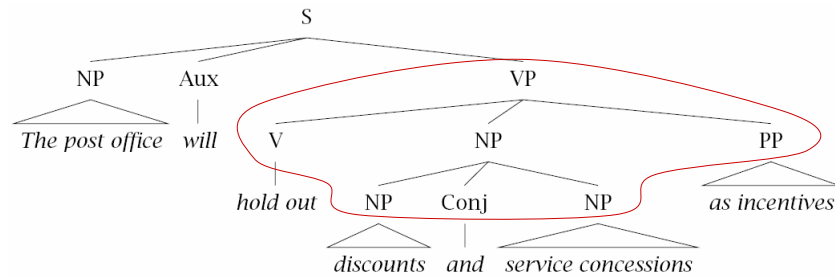 S
NP Aux VP
The post office will V NP PP
hold out NP Conj NP as incentives
discounts and service concessions